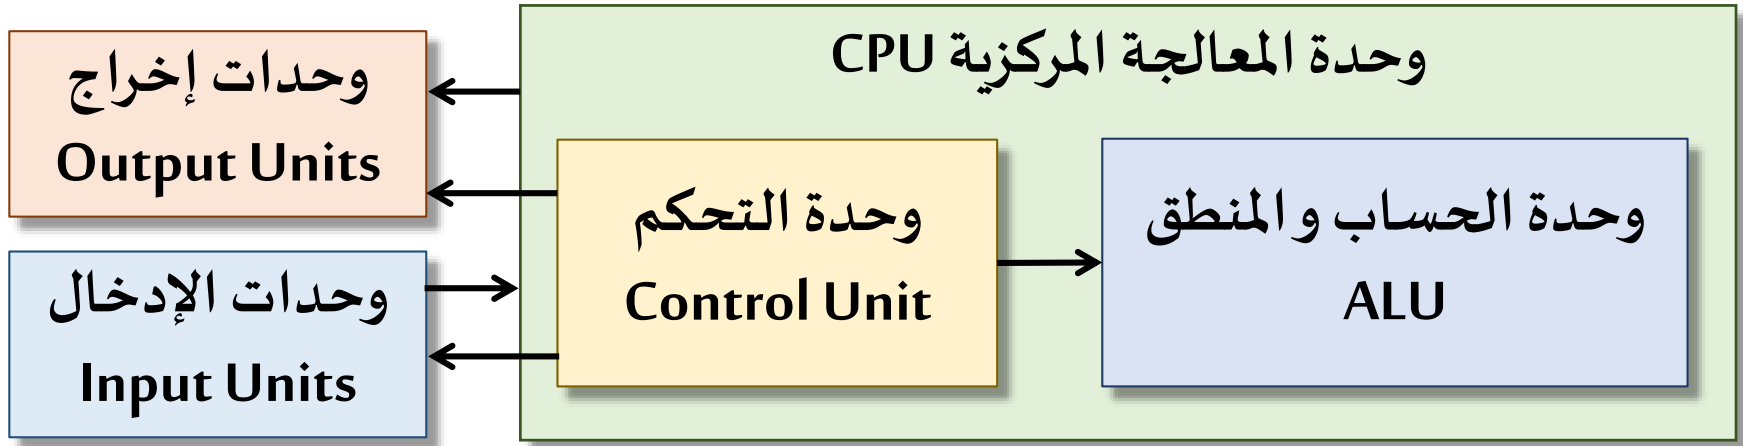 وحدة المعالجة المركزية CPU
وحدات إخراج
Output Units
وحدة الحساب والمنطق
ALU
وحدة التحكم
Control Unit
وحدات الإدخال
Input Units